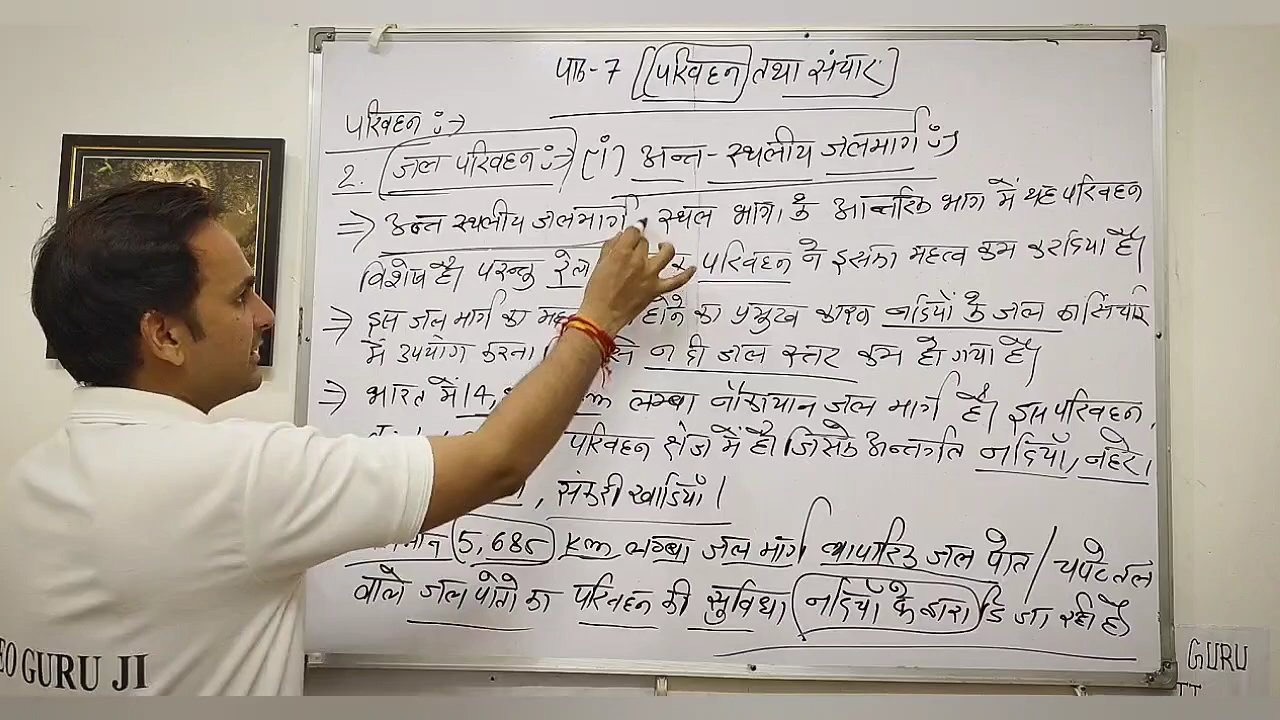 पाठ-7 [(परिवहन) तथा संचार]
परिवहन :->
2. (जल परिवहन :->) (i) अन्त-स्थलीय जलमार्ग :->
=> अन्त स्थलीय जलमार्ग स्थल भाग के आन्तरिक भाग में यह परिवहन
विशेष है। परन्तु रेल परिवहन ने इसका महत्व कम कर दिया है।
=> इस जल मार्ग का होने का प्रमुख कारण नदियों के जल का सिंचाई
में उपयोग करना। न दी जल स्तर कम हो गया है।
=> भारत में 14, km लम्बा नौकायान जल मार्ग है। इस परिवहन
परिवहन क्षेत्र में है। जिसके अन्तर्गत नदियाँ, नहरे।
, संकरी खाडियाँ।
5,685 km लम्बा जल मार्ग व्यापारिक जल पोत / चपटे तल
वाले जल पोतो का परिवहन की सुविधा (नदियों के द्वारा) कि जा रही है
EO GURU JI
GURU